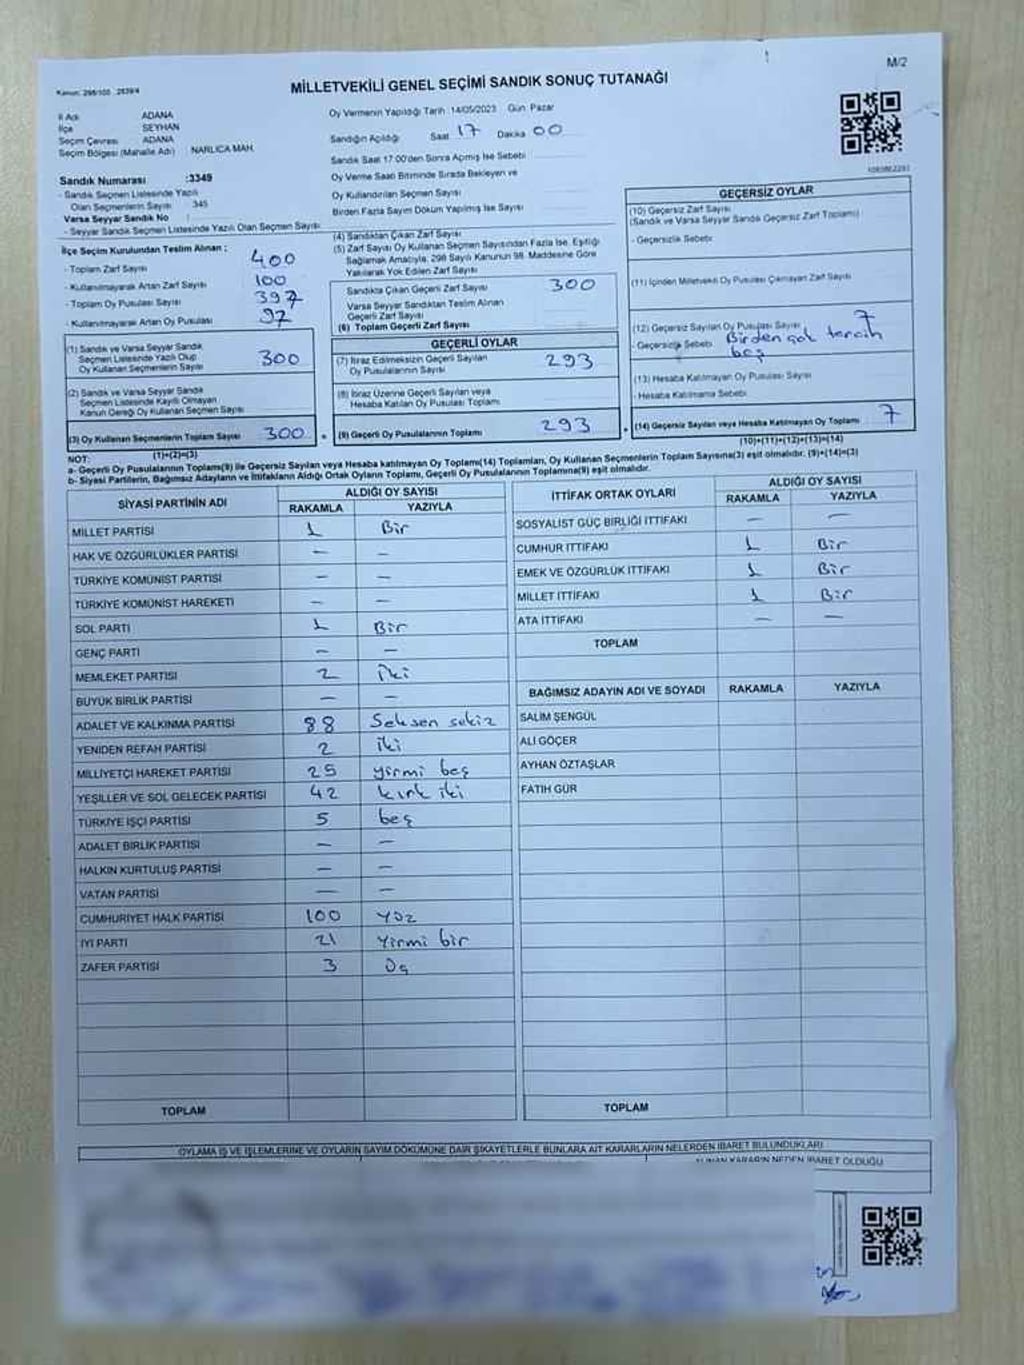 M/2
Kanun: 298/105 2839/4
MİLLETVEKİLİ GENEL SEÇİMİ SANDIK SONUÇ TUTANAĞI
İl Adı ADANA
İlçe SEYHAN
Seçim Çevresi ADANA
Seçim Bölgesi (Mahalle Adı) NARLICA MAH.
Sandık Numarası :3349
- Sandık Seçmen Listesinde Yazılı
Olan Seçmenlerin Sayısı 345
Varsa Seyyar Sandık No :
- Seyyar Sandık Seçmen Listesinde Yazılı Olan Seçmen Sayısı
Oy Vermenin Yapıldığı Tarih :14/05/2023 Gün: Pazar
Sandığın Açıldığı Saat 17 Dakika 00
Sandık Saat 17:00'den Sonra Açmış İse Sebebi
Oy Verme Saati Bitiminde Sırada Bekleyen ve
Oy Kullandırılan Seçmen Sayısı
Birden Fazla Sayım Döküm Yapılmış İse Sayısı
İlçe Seçim Kurulundan Teslim Alınan :
- Toplam Zarf Sayısı 400
- Kullanılmayarak Artan Zarf Sayısı 100
- Toplam Oy Pusulası Sayısı 397
- Kullanılmayarak Artan Oy Pusulası 97
(1) Sandık ve Varsa Seyyar Sandık
Seçmen Listesinde Yazılı Olup
Oy Kullanan Seçmenlerin Sayısı 300
(2) Sandık ve Varsa Seyyar Sandık
Seçmen Listesinde Kayıtlı Olmayan
Kanun Gereği Oy Kullanan Seçmen Sayısı
(3) Oy Kullanan Seçmenlerin Toplam Sayısı 300
(1)+(2)=(3)
(4) Sandıktan Çıkan Zarf Sayısı
(5) Zarf Sayısı Oy Kullanan Seçmen Sayısından Fazla İse, Eşitliği
Sağlamak Amacıyla, 298 Sayılı Kanunun 98. Maddesine Göre
Yakılarak Yok Edilen Zarf Sayısı
Sandıkta Çıkan Geçerli Zarf Sayısı 300
Varsa Seyyar Sandıktan Teslim Alınan
Geçerli Zarf Sayısı
(6) Toplam Geçerli Zarf Sayısı
GEÇERLİ OYLAR
(7) İtiraz Edilmeksizin Geçerli Sayılan
Oy Pusulalarının Sayısı 293
(8) İtiraz Üzerine Geçerli Sayılan veya
Hesaba Katılan Oy Pusulası Toplamı
(9) Geçerli Oy Pusulalarının Toplamı 293
GEÇERSİZ OYLAR
(10) Geçersiz Zarf Sayısı
(Sandık ve Varsa Seyyar Sandık Geçersiz Zarf Toplamı)
- Geçersizlik Sebebi
(11) İçinden Milletvekili Oy Pusulası Çıkmayan Zarf Sayısı
(12) Geçersiz Sayılan Oy Pusulası Sayısı 7
- Geçersizlik Sebebi Birden çok tercih
boş
(13) Hesaba Katılmayan Oy Pusulası Sayısı
- Hesaba Katılmama Sebebi
(14) Geçersiz Sayılan veya Hesaba Katılmayan Oy Toplamı 7
(10)+(11)+(12)+(13)=(14)
NOT:
a- Geçerli Oy Pusulalarının Toplamı(9) ile Geçersiz Sayılan veya Hesaba katılmayan Oy Toplamı(14) Toplamları, Oy Kullanan Seçmenlerin Toplam Sayısına(3) eşit olmalıdır. (9)+(14)=(3)
b- Siyasi Partilerin, Bağımsız Adayların ve İttifakların Aldığı Ortak Oyların Toplamı, Geçerli Oy Pusulalarının Toplamına(9) eşit olmalıdır.
SİYASİ PARTİNİN ADI ALDIĞI OY SAYISI
RAKAMLA YAZIYLA
MİLLET PARTİSİ 1 Bir
HAK VE ÖZGÜRLÜKLER PARTİSİ - -
TÜRKİYE KOMÜNİST PARTİSİ - -
TÜRKİYE KOMÜNİST HAREKETİ - -
SOL PARTİ 1 Bir
GENÇ PARTİ - -
MEMLEKET PARTİSİ 2 İki
BÜYÜK BİRLİK PARTİSİ - -
ADALET VE KALKINMA PARTİSİ 88 Seksen sekiz
YENİDEN REFAH PARTİSİ 2 iki
MİLLİYETÇİ HAREKET PARTİSİ 25 yirmi beş
YEŞİLLER VE SOL GELECEK PARTİSİ 42 kırk iki
TÜRKİYE İŞÇİ PARTİSİ 5 beş
ADALET BİRLİK PARTİSİ - -
HALKIN KURTULUŞ PARTİSİ - -
VATAN PARTİSİ - -
CUMHURİYET HALK PARTİSİ 100 yüz
İYİ PARTİ 21 Yirmi bir
ZAFER PARTİSİ 3 Üç
TOPLAM
İTTİFAK ORTAK OYLARI ALDIĞI OY SAYISI
RAKAMLA YAZIYLA
SOSYALİST GÜÇ BİRLİĞİ İTTİFAKI - -
CUMHUR İTTİFAKI 1 Bir
EMEK VE ÖZGÜRLÜK İTTİFAKI 1 Bir
MİLLET İTTİFAKI 1 Bir
ATA İTTİFAKI - -
TOPLAM
BAĞIMSIZ ADAYIN ADI VE SOYADI RAKAMLA YAZIYLA
SALİM ŞENGÜL
ALİ GÖÇER
AYHAN ÖZTAŞLAR
FATİH GÜR
TOPLAM
OYLAMA İŞ VE İŞLEMLERİNE VE OYLARIN SAYIM DÖKÜMÜNE DAİR ŞİKAYETLERLE BUNLARA AİT KARARLARIN NELERDEN İBARET BULUNDUKLARI
ALINAN KARARIN NEDEN İBARET OLDUĞU